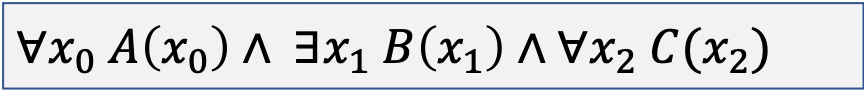 ∀x₀ A(x₀) ∧ ∃x₁ B(x₁) ∧ ∀x₂ C(x₂)